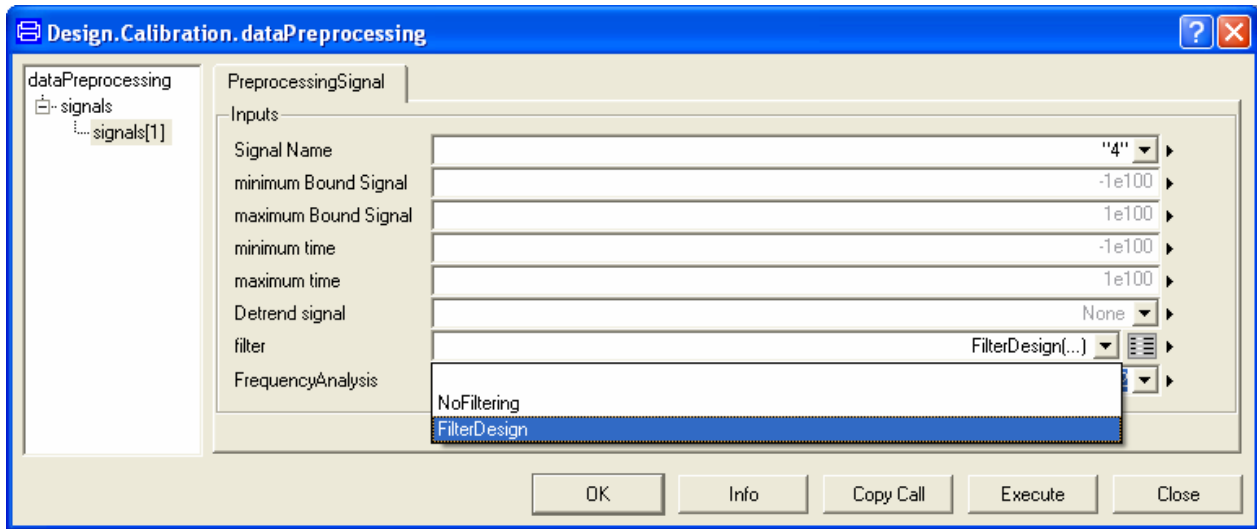 Design.Calibration.dataPreprocessing
dataPreprocessing
signals
signals[1]
PreprocessingSignal
Inputs
Signal Name "4"
minimum Bound Signal -1e100
maximum Bound Signal 1e100
minimum time -1e100
maximum time 1e100
Detrend signal None
filter FilterDesign(...)
FrequencyAnalysis
NoFiltering
FilterDesign
OK Info Copy Call Execute Close